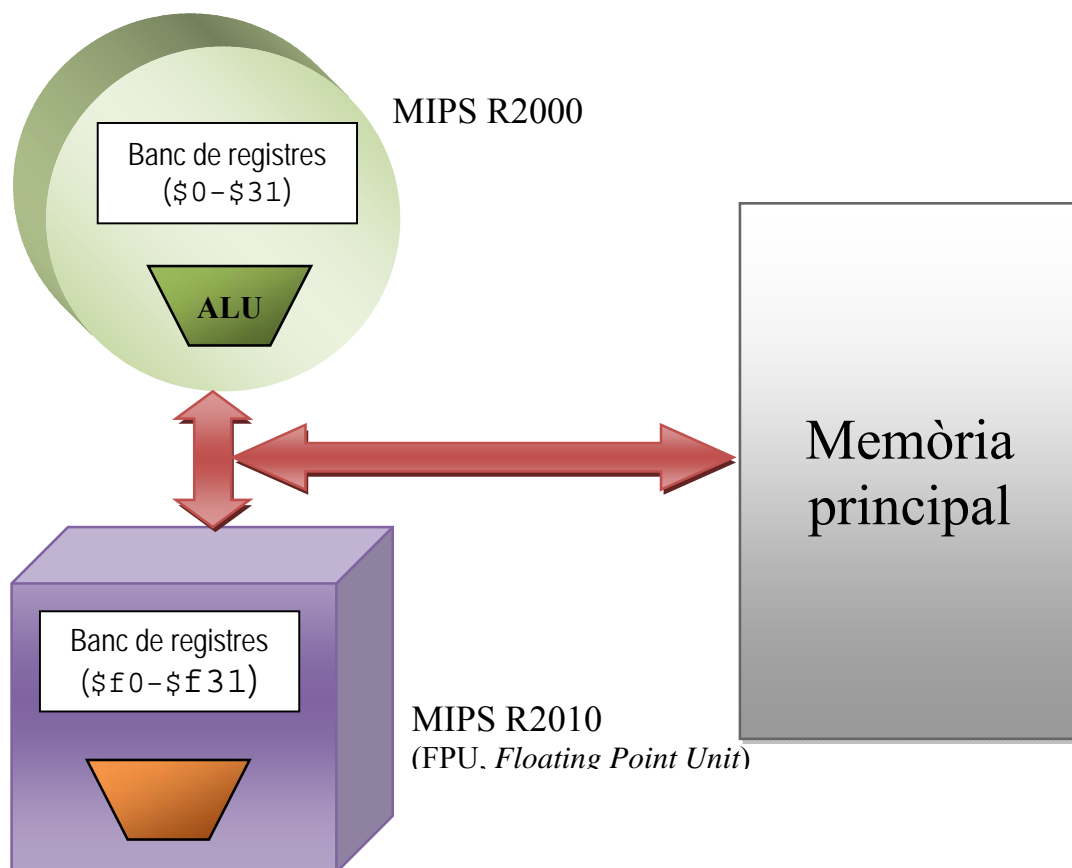 MIPS R2000
Banc de registres
($0-$31)
ALU
Memòria
principal
Banc de registres
($f0-$f31)
MIPS R2010
(FPU, Floating Point Unit)